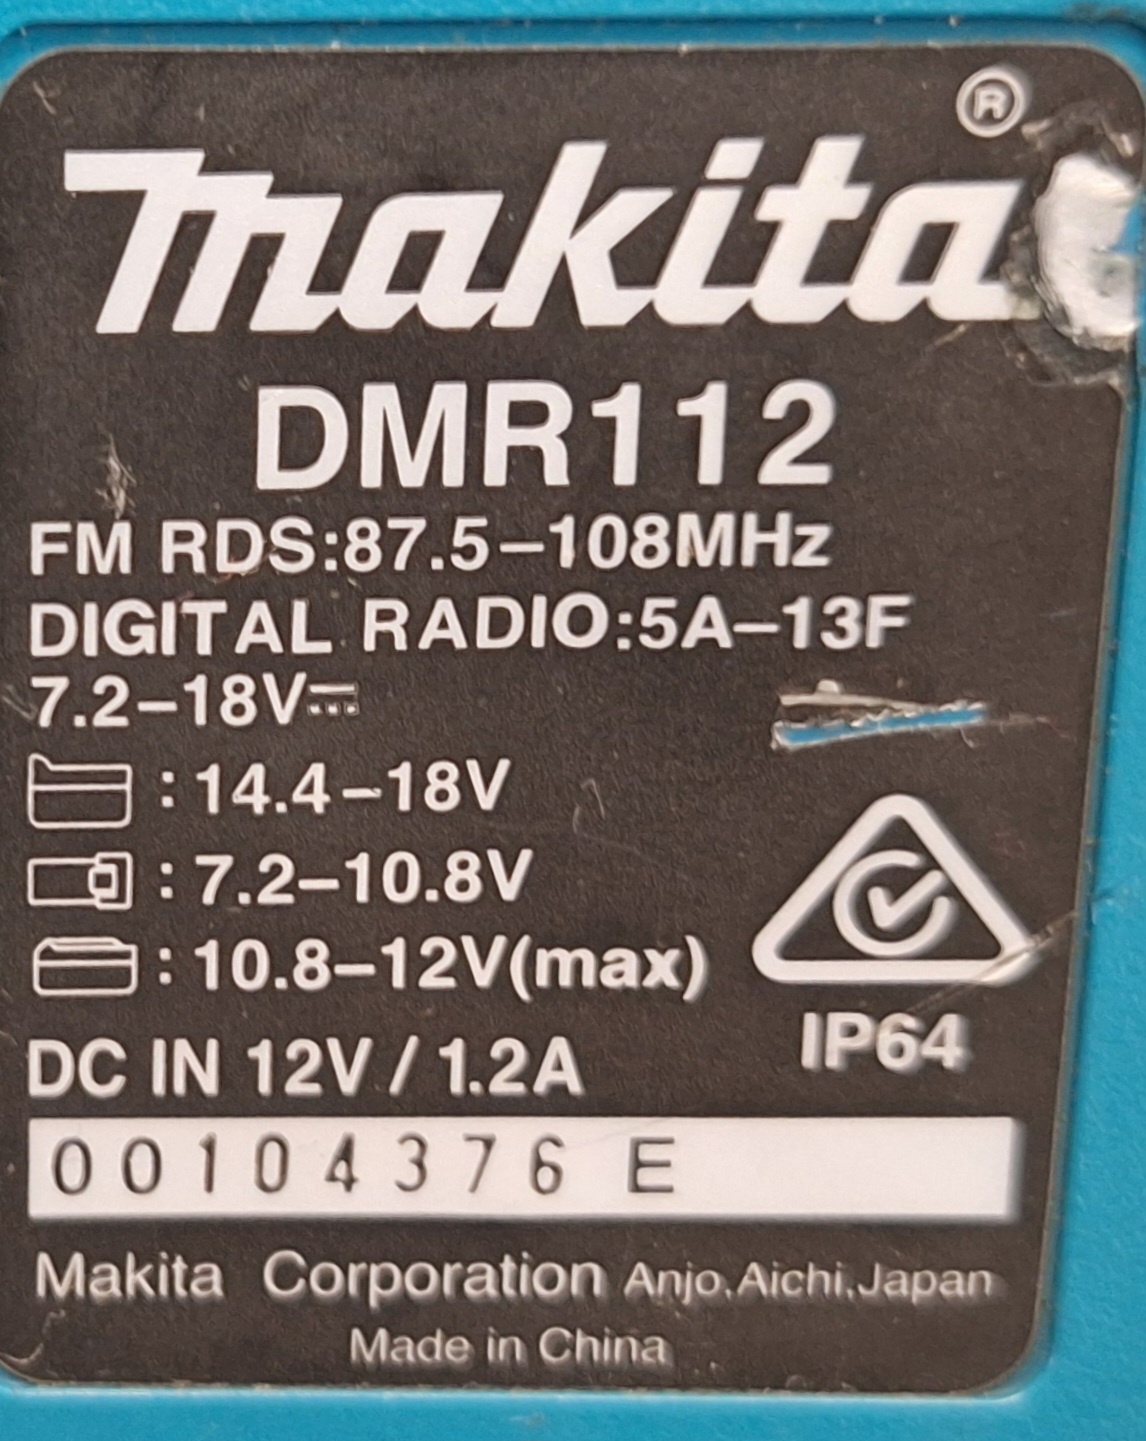 makita®
DMR112
FM RDS:87.5–108MHz
DIGITAL RADIO:5A–13F
7.2–18V⎓
: 14.4–18V
: 7.2–10.8V
: 10.8–12V(max)
IP64
DC IN 12V / 1.2A
00104376 E
Makita Corporation Anjo,Aichi,Japan
Made in China